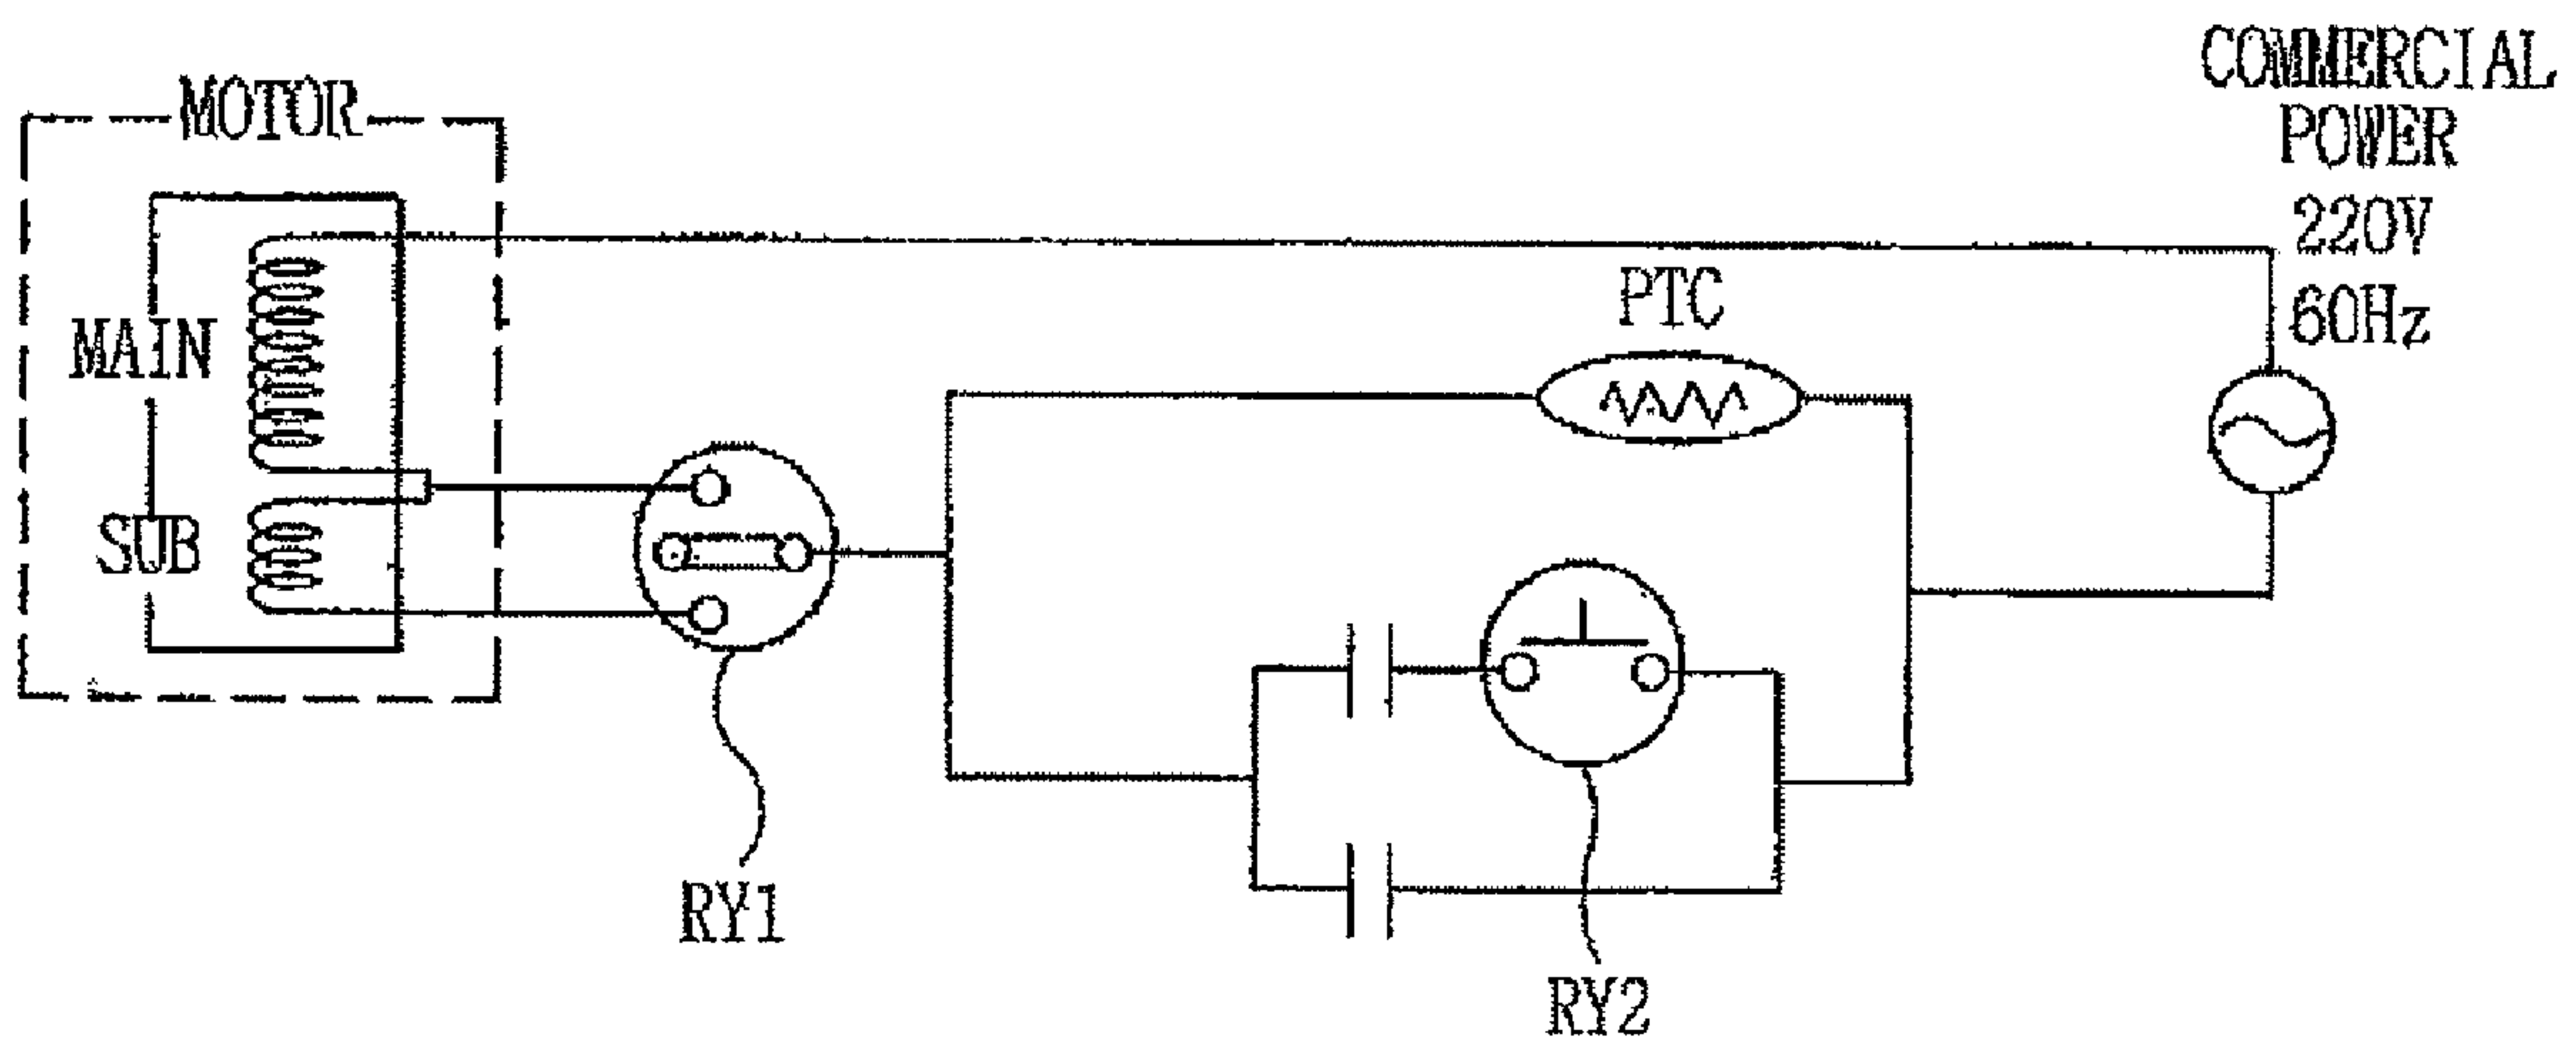 MOTOR
COMMERCIAL
POWER
220V
60Hz
PTC
MAIN
SUB
RY1
RY2